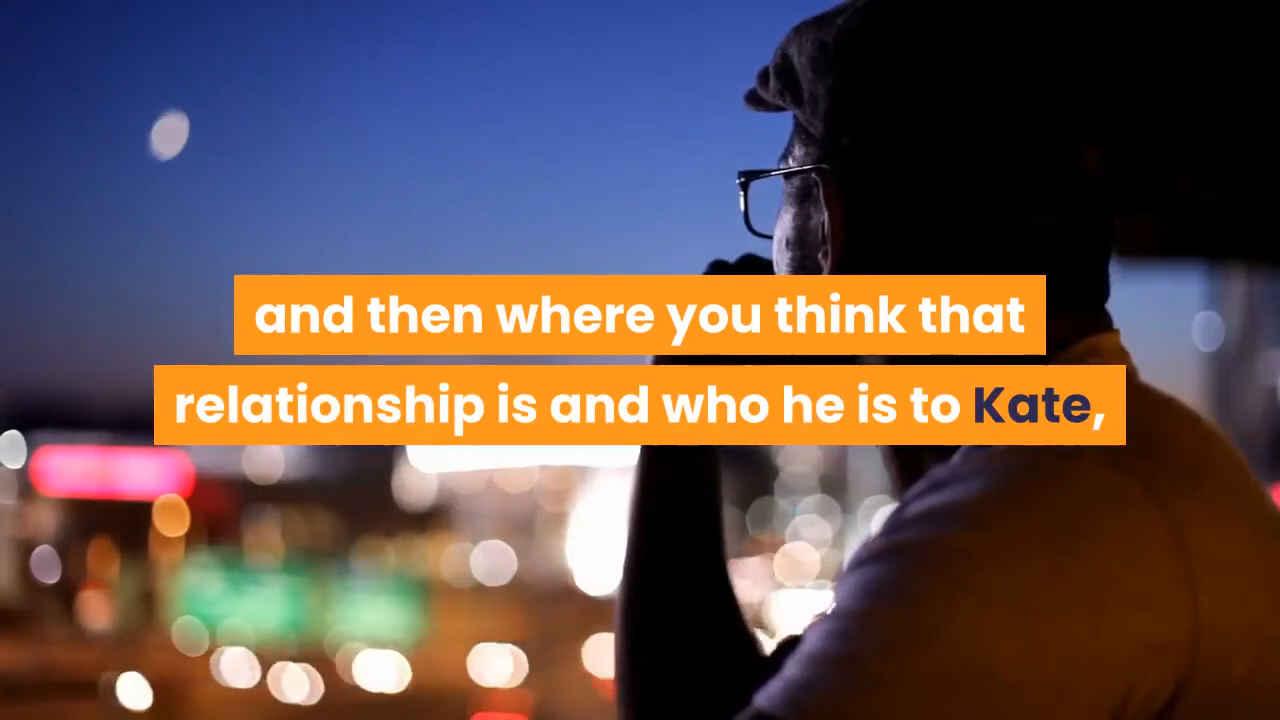 and then where you think that
relationship is and who he is to Kate,